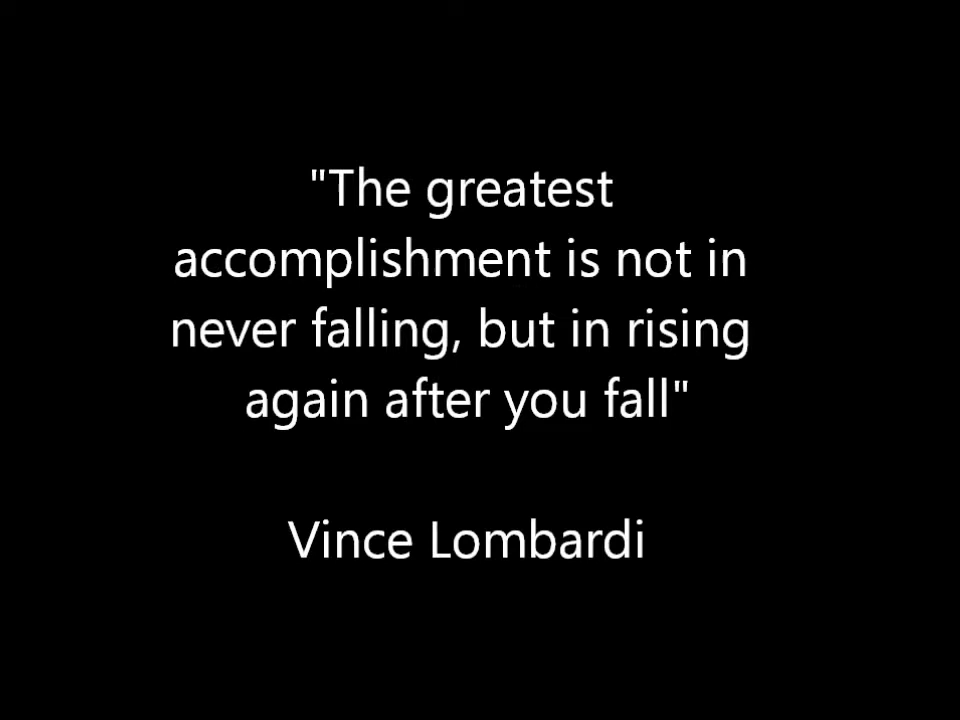 "The greatest
accomplishment is not in
never falling, but in rising
again after you fall"
Vince Lombardi